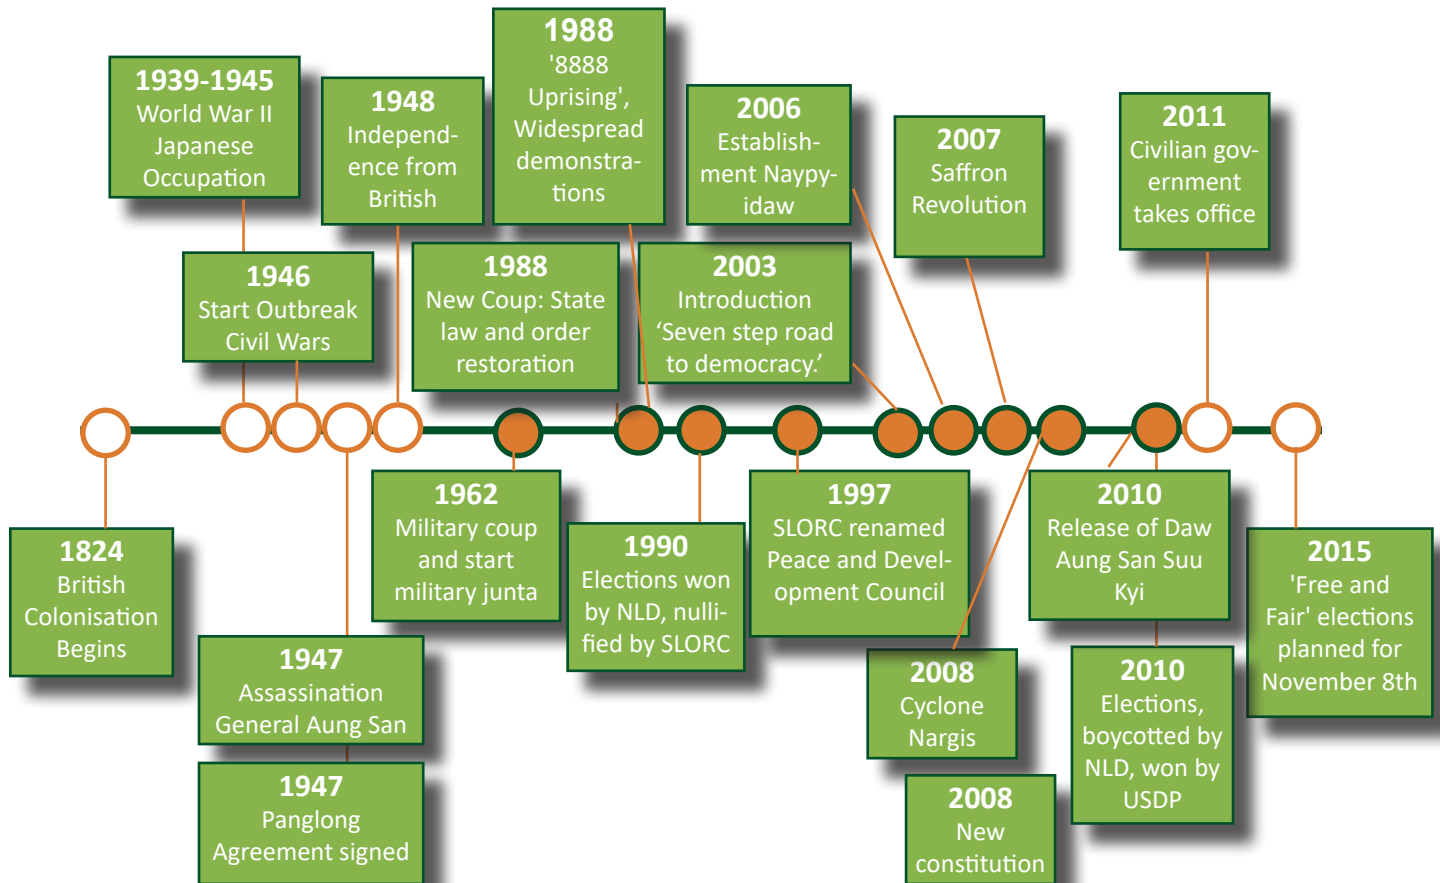 1939-1945
World War II
Japanese
Occupation
1946
Start Outbreak
Civil Wars
1948
Independ-
ence from
British
1988
'8888
Uprising',
Widespread
demonstra-
tions
1988
New Coup: State
law and order
restoration
2006
Establish-
ment Naypy-
idaw
2003
Introduction
‘Seven step road
to democracy.’
2007
Saffron
Revolution
2011
Civilian gov-
ernment
takes office
1824
British
Colonisation
Begins
1947
Assassination
General Aung San
1947
Panglong
Agreement signed
1962
Military coup
and start
military junta
1990
Elections won
by NLD, nulli-
fied by SLORC
1997
SLORC renamed
Peace and Devel-
opment Council
2008
Cyclone
Nargis
2008
New
constitution
2010
Release of Daw
Aung San Suu
Kyi
2010
Elections,
boycotted by
NLD, won by
USDP
2015
'Free and
Fair' elections
planned for
November 8th